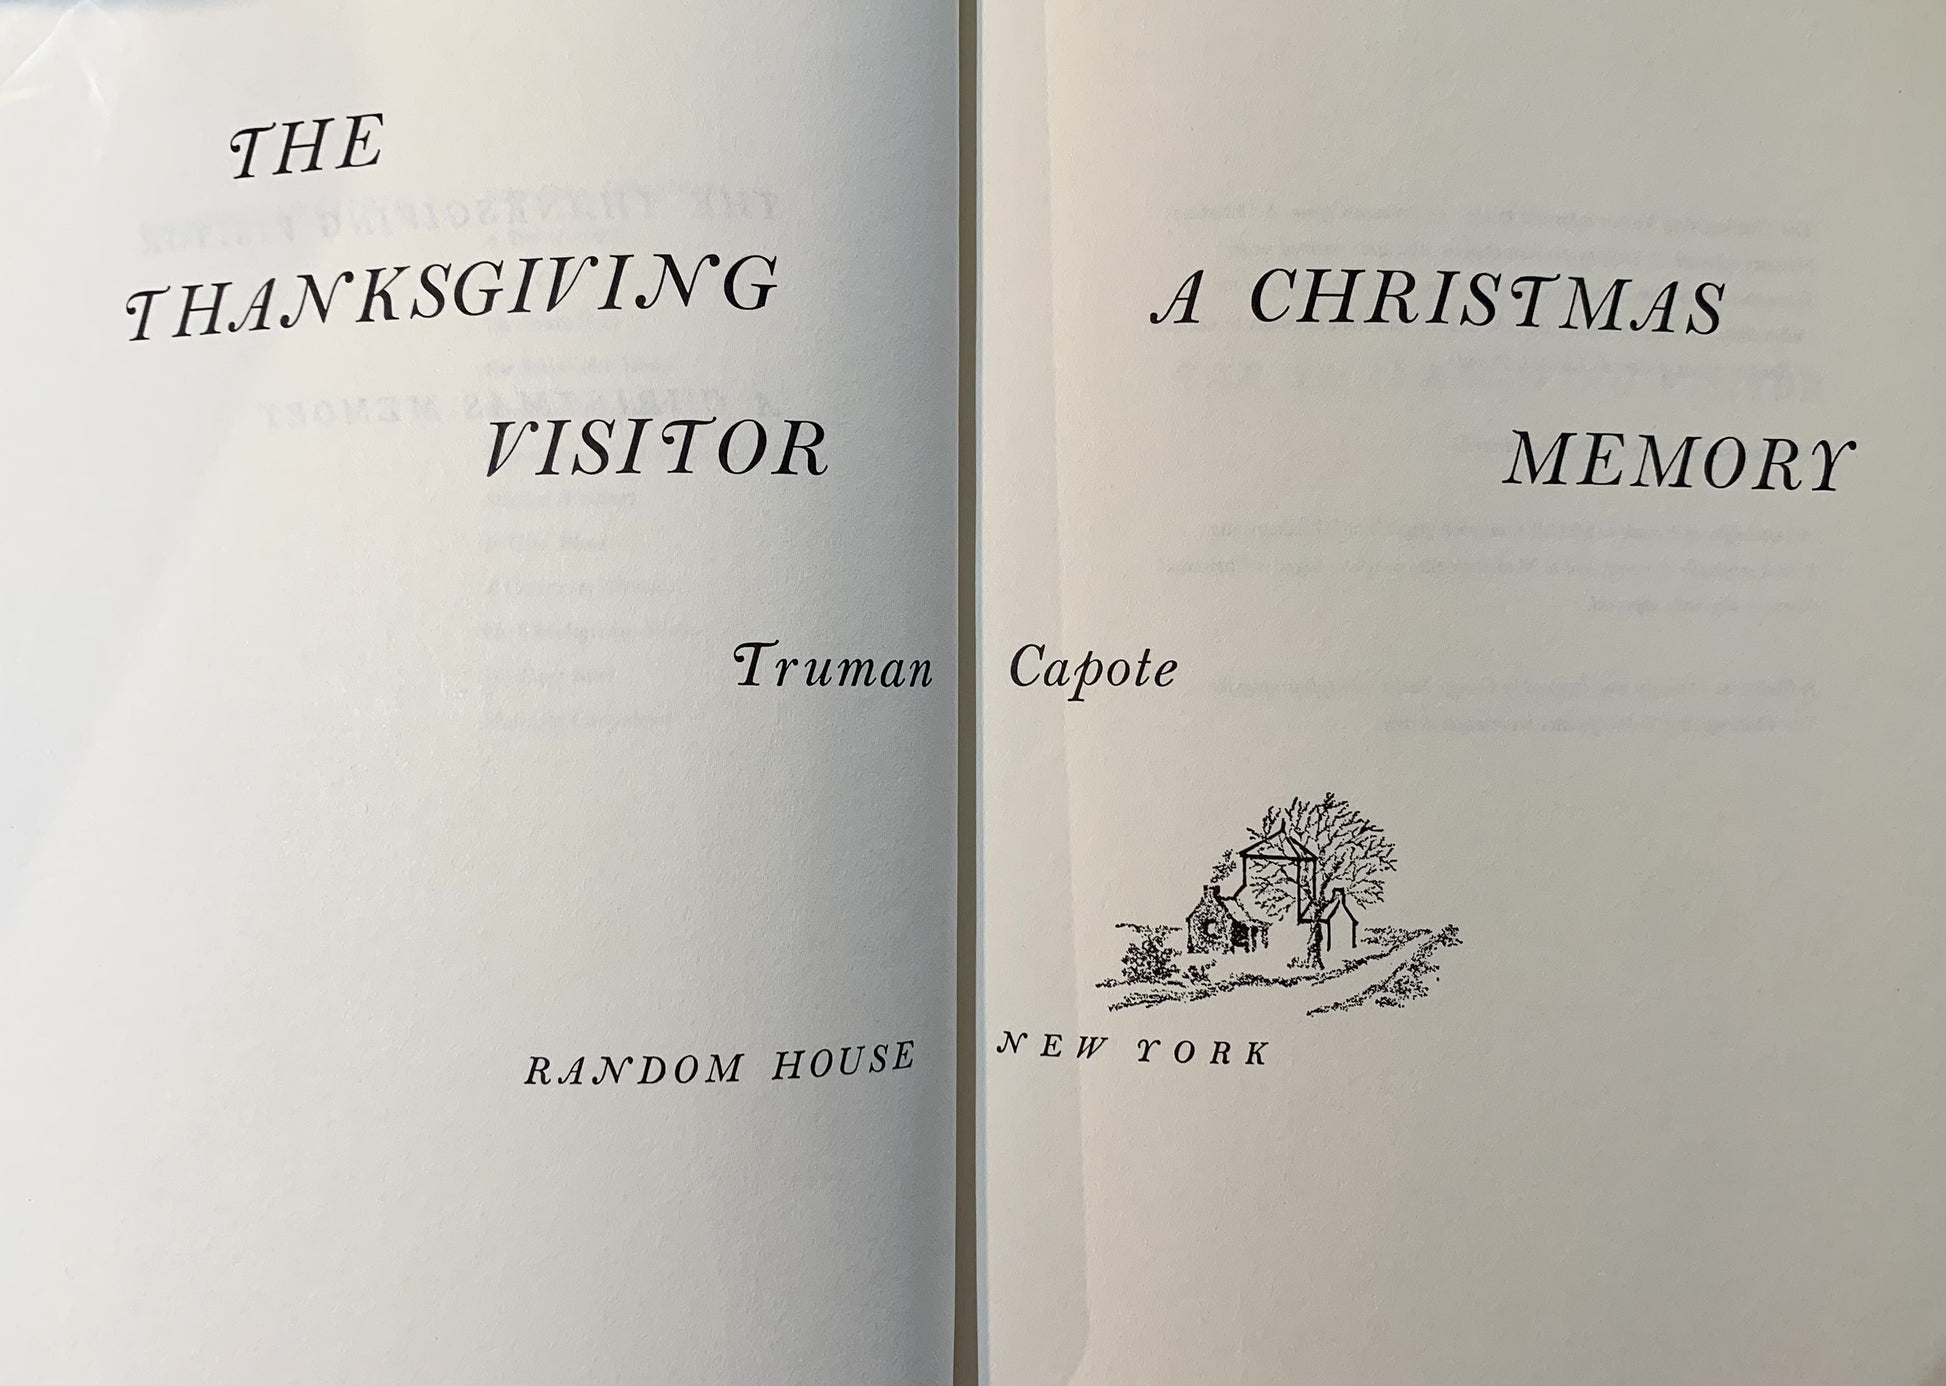 THE
THANKSGIVING
VISITOR
A CHRISTMAS
MEMORY
Truman Capote
RANDOM HOUSE NEW YORK